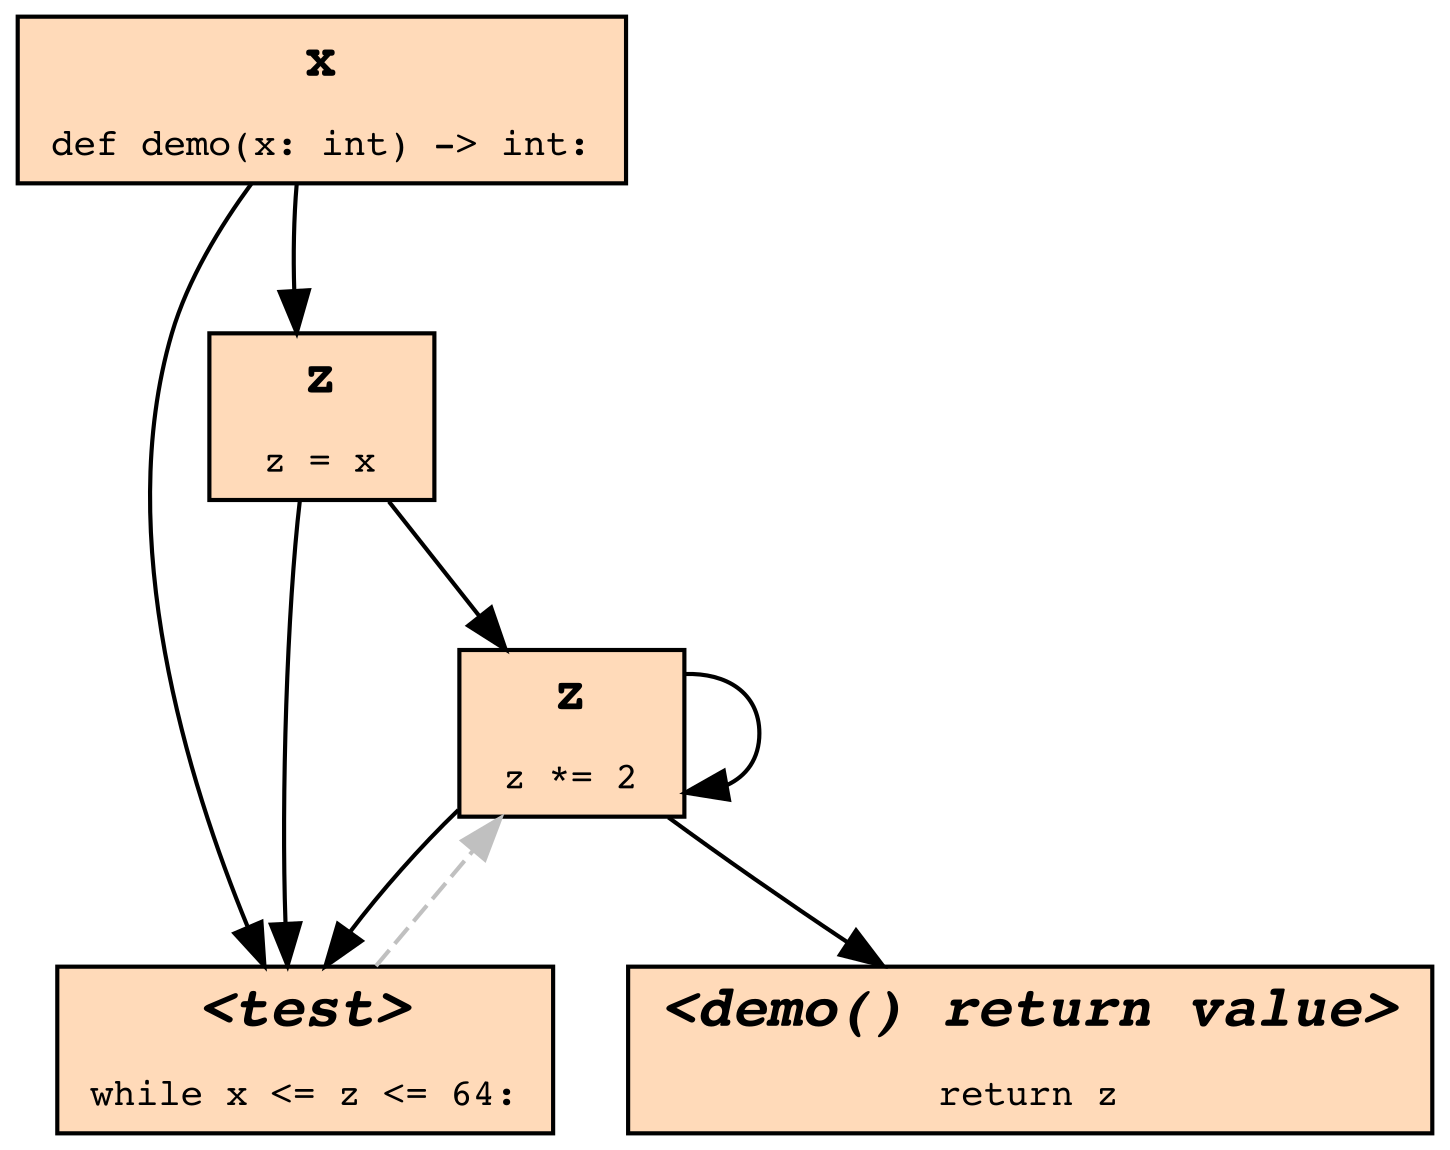 x
def demo(x: int) -> int:
z
z = x
z
z *= 2
<test>
while x <= z <= 64:
<demo() return value>
return z